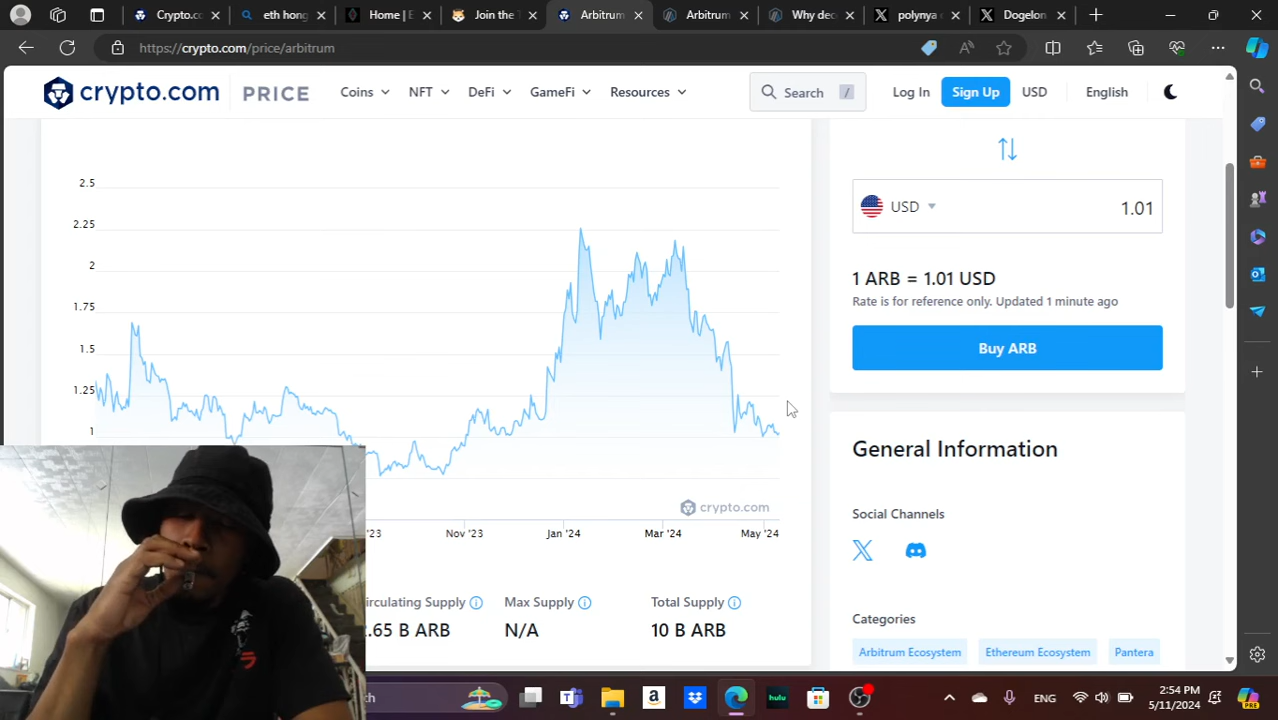 Crypto.co
eth hong
Home | E
Join the T
Arbitrum
Arbitrum
Why dec
polynya o
Dogelon
https://crypto.com/price/arbitrum
crypto.com PRICE Coins NFT DeFi GameFi Resources Search / Log In Sign Up USD English
2.5
2.25
2
1.75
1.5
1.25
1
'23 Nov '23 Jan '24 Mar '24 May '24
crypto.com
irculating Supply Max Supply Total Supply
.65 B ARB N/A 10 B ARB
USD 1.01
1 ARB = 1.01 USD
Rate is for reference only. Updated 1 minute ago
Buy ARB
General Information
Social Channels
Categories
Arbitrum Ecosystem Ethereum Ecosystem Pantera
ラ
hulu
ENG
2:54 PM
5/11/2024
PRE